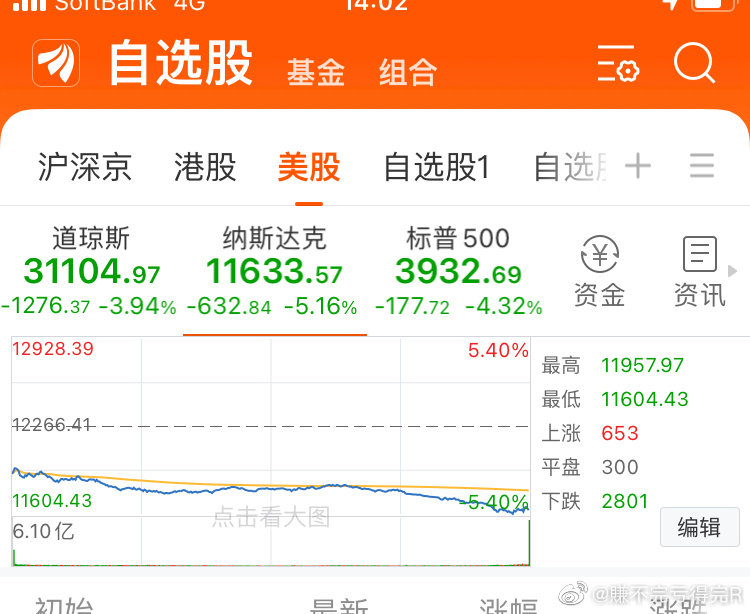 SoftBank 4G 14:02
自选股 基金 组合
沪深京 港股 美股 自选股1 自选股
道琼斯 纳斯达克 标普500
31104.97 11633.57 3932.69
-1276.37 -3.94% -632.84 -5.16% -177.72 -4.32%
资金 资讯
12928.39 5.40%
最高 11957.97
最低 11604.43
12266.41
上涨 653
平盘 300
11604.43 -5.40%
下跌 2801
点击看大图
6.10亿
编辑
初始 最新 涨幅 涨跌
@賺不完亏得完R